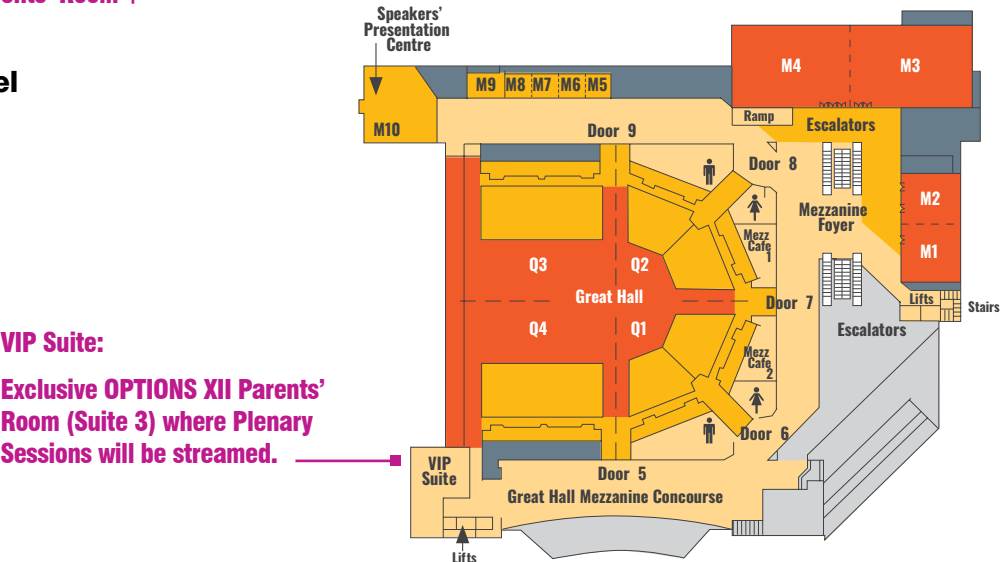 Speakers’
Presentation
Centre
el
M4
M3
M9
M8
M7
M6
M5
M10
Door 9
Ramp
Escalators
Door 8
M2
Mezzanine
Foyer
Mezz
Cafe
1
M1
Q3
Q2
Great Hall
Door 7
Lifts
Stairs
Q4
Q1
Escalators
Mezz
Cafe
2
VIP Suite:
Exclusive OPTIONS XII Parents’
Room (Suite 3) where Plenary
Sessions will be streamed.
Door 6
VIP
Suite
Door 5
Great Hall Mezzanine Concourse
Lifts